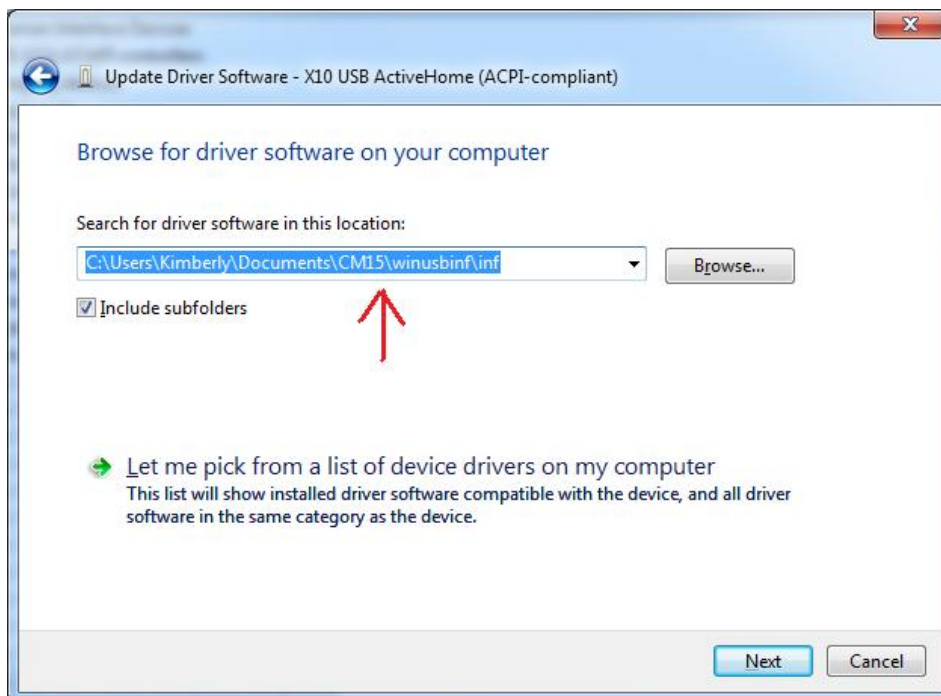 Update Driver Software - X10 USB ActiveHome (ACPI-compliant)
Browse for driver software on your computer
Search for driver software in this location:
C:\Users\Kimberly\Documents\CM15\winusbinf\inf
Browse...
Include subfolders
Let me pick from a list of device drivers on my computer
This list will show installed driver software compatible with the device, and all driver
software in the same category as the device.
Next
Cancel